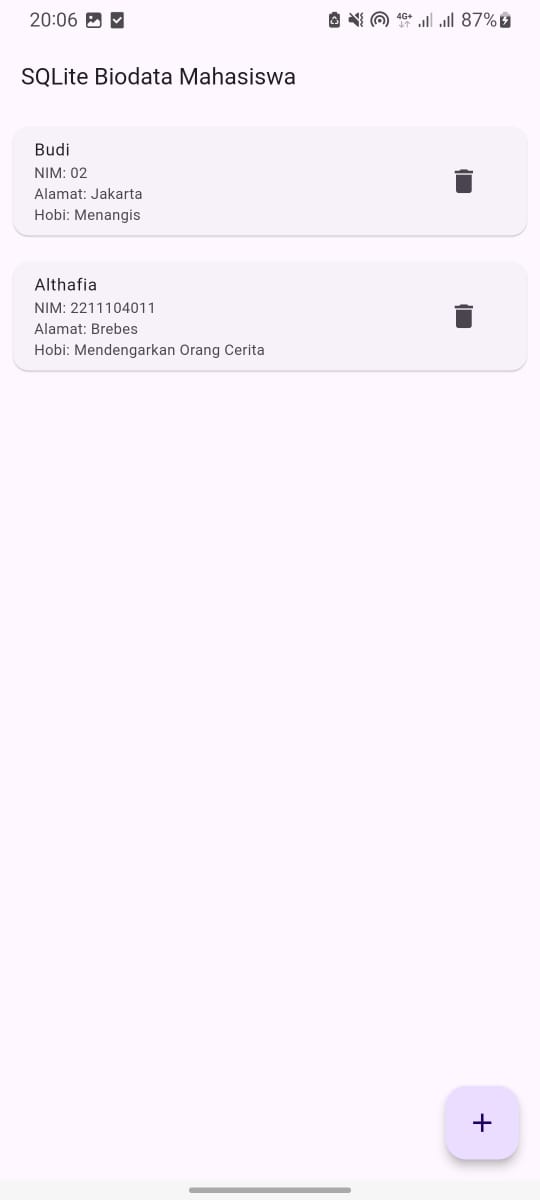 20:06 4G+ 87%
SQLite Biodata Mahasiswa
Budi
NIM: 02
Alamat: Jakarta
Hobi: Menangis
Althafia
NIM: 2211104011
Alamat: Brebes
Hobi: Mendengarkan Orang Cerita
+